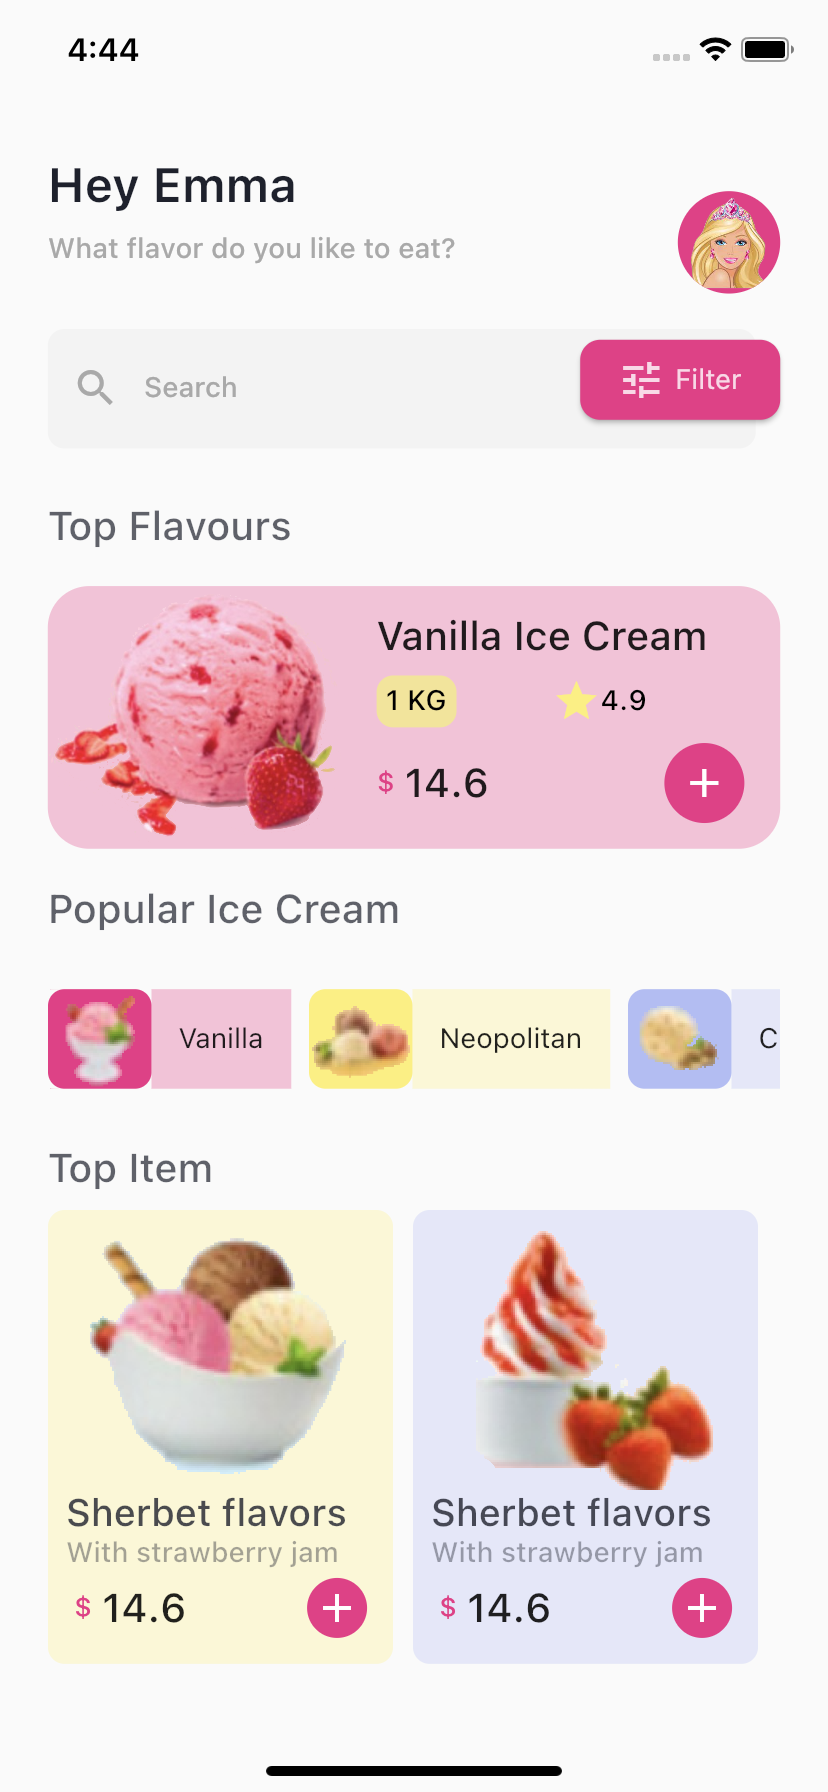 4:44
Hey Emma
What flavor do you like to eat?
Search
Filter
Top Flavours
Vanilla Ice Cream
1 KG
4.9
$ 14.6
Popular Ice Cream
Vanilla
Neopolitan
C
Top Item
Sherbet flavors
With strawberry jam
$ 14.6
Sherbet flavors
With strawberry jam
$ 14.6